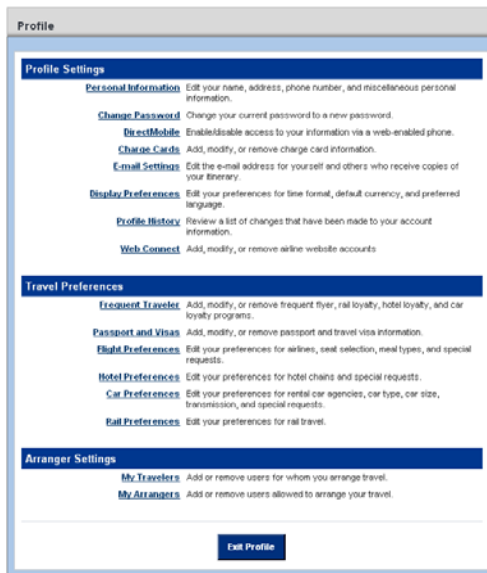 Profile
Profile Settings
Personal Information Edit your name, address, phone number, and miscellaneous personal
information.
Change Password Change your current password to a new password.
DirectMobile Enable/disable access to your information via a web-enabled phone.
Charge Cards Add, modify, or remove charge card information.
E-mail Settings Edit the e-mail address for yourself and others who receive copies of
your itinerary.
Display Preferences Edit your preferences for time format, default currency, and preferred
language.
Profile History Review a list of changes that have been made to your account
information.
Web Connect Add, modify, or remove airline website accounts
Travel Preferences
Frequent Traveler Add, modify, or remove frequent flyer, rail loyalty, hotel loyalty, and car
loyalty programs.
Passport and Visas Add, modify, or remove passport and travel visa information.
Flight Preferences Edit your preferences for airlines, seat selection, meal types, and special
requests.
Hotel Preferences Edit your preferences for hotel chains and special requests.
Car Preferences Edit your preferences for rental car agencies, car type, car size,
transmission, and special requests.
Rail Preferences Edit your preferences for rail travel.
Arranger Settings
My Travelers Add or remove users for whom you arrange travel.
My Arrangers Add or remove users allowed to arrange your travel.
Exit Profile